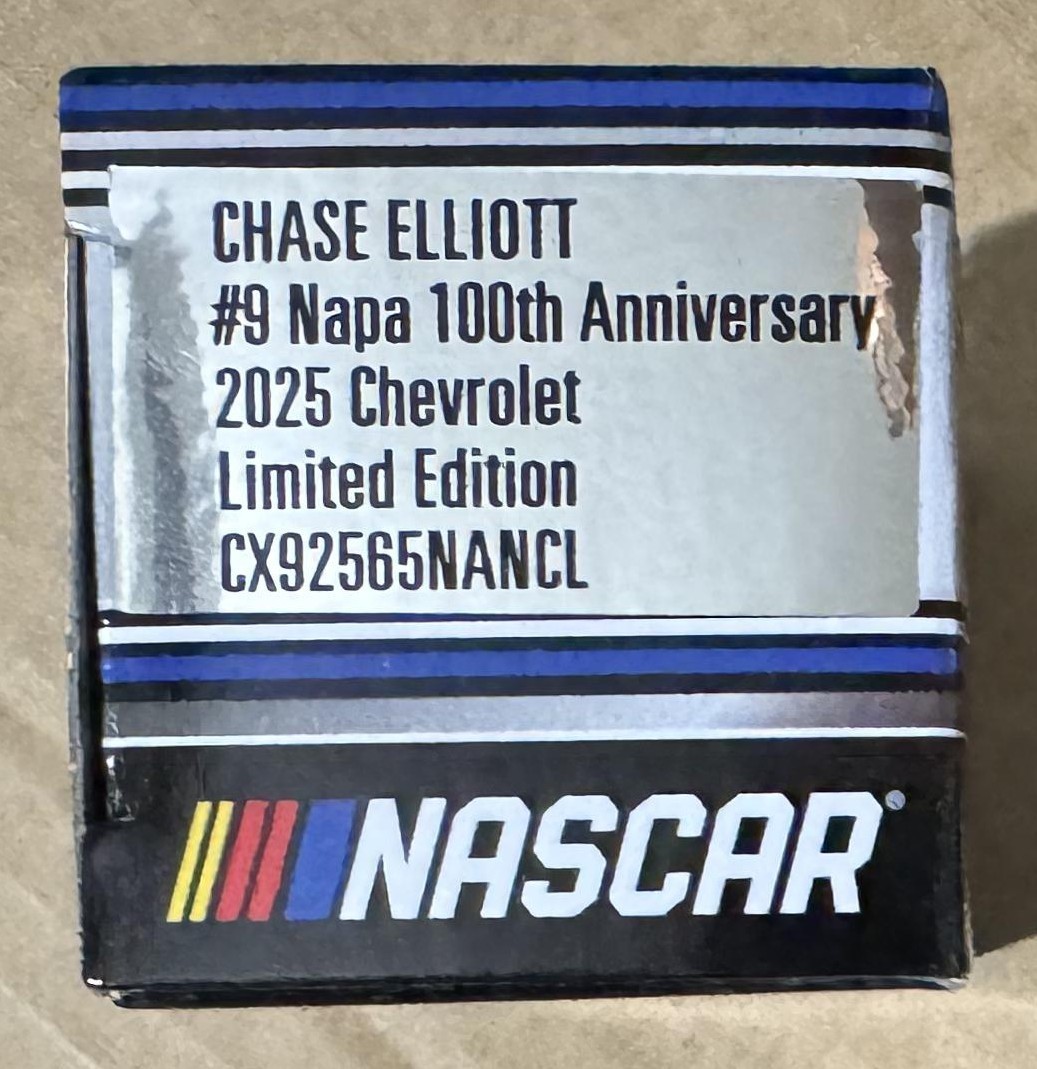 CHASE ELLIOTT
#9 Napa 100th Anniversary
2025 Chevrolet
Limited Edition
CX92565NANCL
NASCAR®